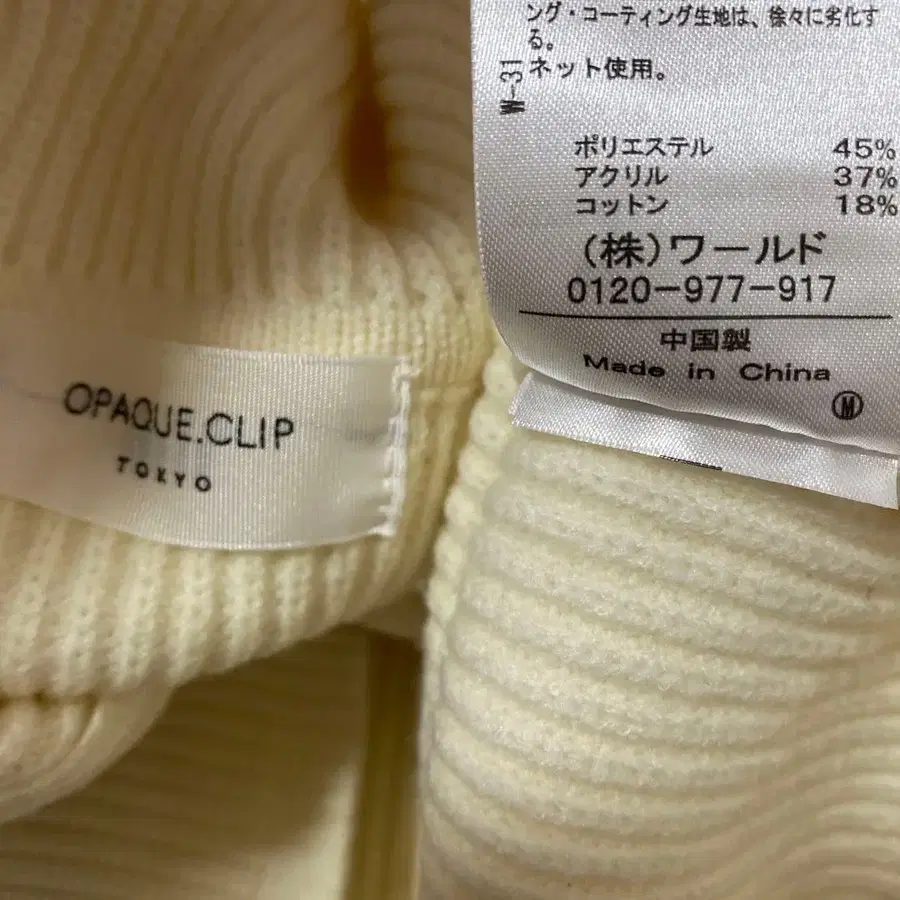 ング・コーティング生地は、徐々に劣化す
る。
ネット使用。
W-31
ポリエステル 45%
アクリル 37%
コットン 18%
(株)ワールド
0120-977-917
中国製
Made in China
M
OPAQUE.CLIP
TOKYO